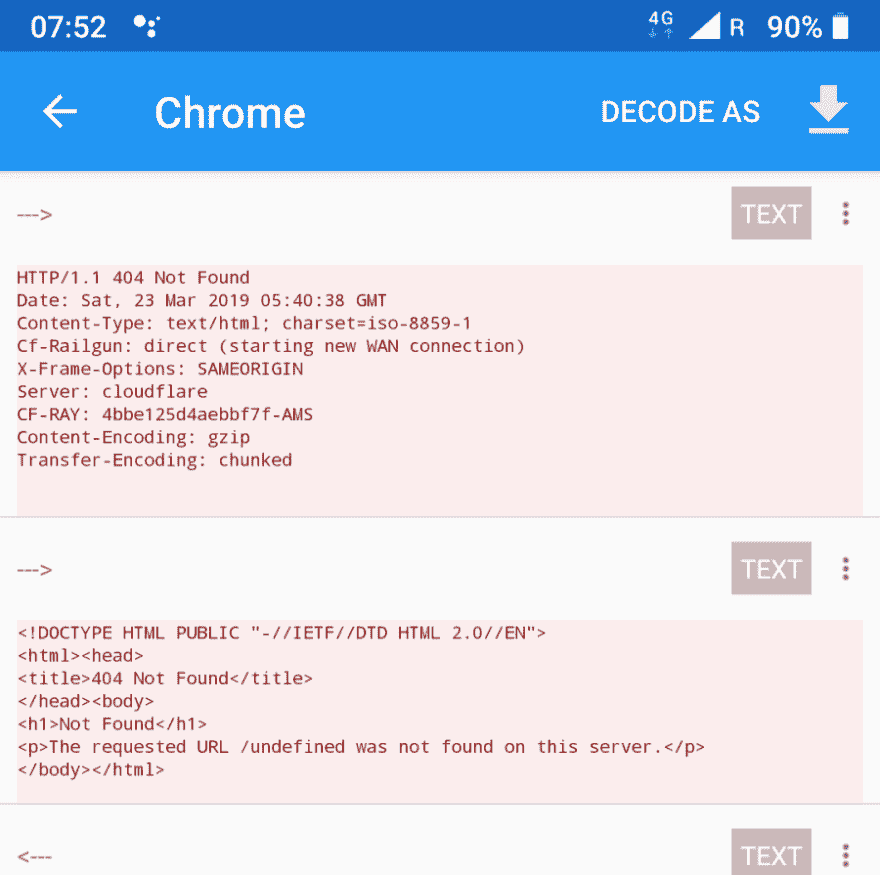 07:52 4G R 90%
Chrome DECODE AS
---> TEXT
HTTP/1.1 404 Not Found
Date: Sat, 23 Mar 2019 05:40:38 GMT
Content-Type: text/html; charset=iso-8859-1
Cf-Railgun: direct (starting new WAN connection)
X-Frame-Options: SAMEORIGIN
Server: cloudflare
CF-RAY: 4bbe125d4aebbf7f-AMS
Content-Encoding: gzip
Transfer-Encoding: chunked
---> TEXT
<!DOCTYPE HTML PUBLIC "-//IETF//DTD HTML 2.0//EN">
<html><head>
<title>404 Not Found</title>
</head><body>
<h1>Not Found</h1>
<p>The requested URL /undefined was not found on this server.</p>
</body></html>
<--- TEXT